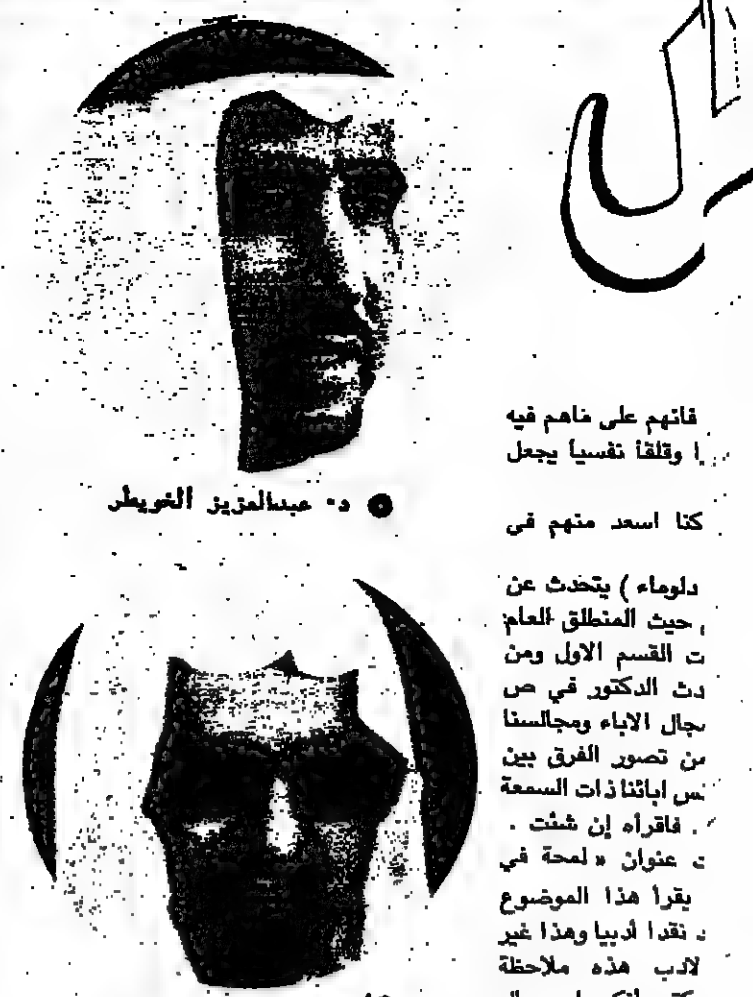 فانهم على ماهم فيه
وقلقا نفسيا يجعل
كنا اسعد منهم في
دلوماء ) يتحدث عن
حيث المنطلق العام
ت القسم الاول ومن
دث الدكتور في ص
جال الاباء ومجالسنا
من تصور الفرق بين
س ابائنا ذات السمعة
. فاقرأه إن شئت .
عنوان « لمحة في
يقرأ هذا الموضوع
نقدا أدبيا وهذا غير
لادب هذه ملاحظة
د. عبدالعزيز الخويطر